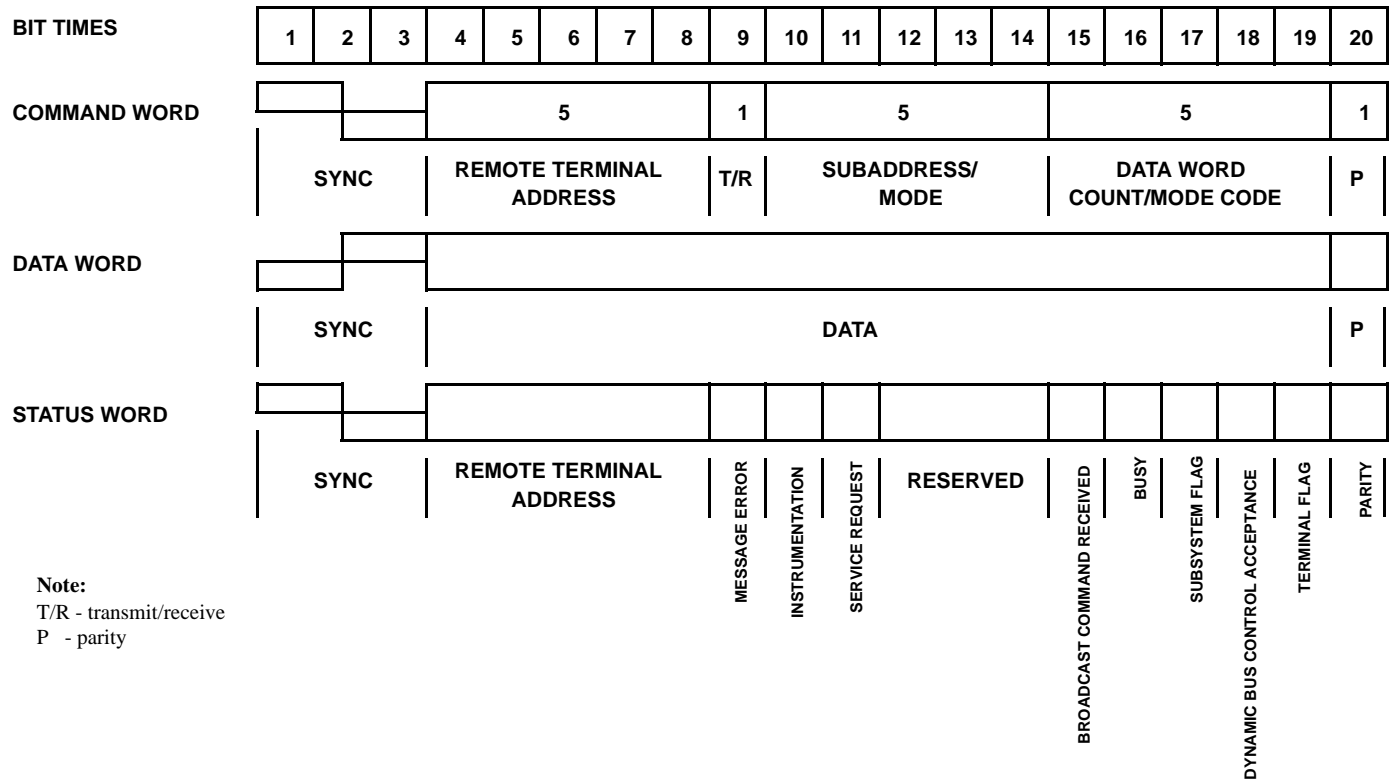 BIT TIMES 1 2 3 4 5 6 7 8 9 10 11 12 13 14 15 16 17 18 19 20
COMMAND WORD 5 1 5 5 1
SYNC REMOTE TERMINAL ADDRESS T/R SUBADDRESS/ MODE DATA WORD COUNT/MODE CODE P
DATA WORD
SYNC DATA P
STATUS WORD
SYNC REMOTE TERMINAL ADDRESS MESSAGE ERROR INSTRUMENTATION SERVICE REQUEST RESERVED BROADCAST COMMAND RECEIVED BUSY SUBSYSTEM FLAG DYNAMIC BUS CONTROL ACCEPTANCE TERMINAL FLAG PARITY
Note:
T/R - transmit/receive
P - parity